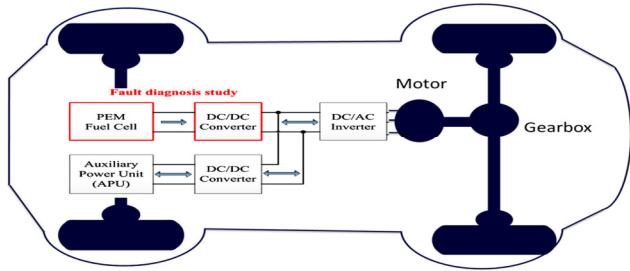 Fault diagnosis study
Motor
PEM
Fuel Cell
DC/DC
Converter
DC/AC
Inverter
Gearbox
Auxiliary
Power Unit
(APU)
DC/DC
Converter